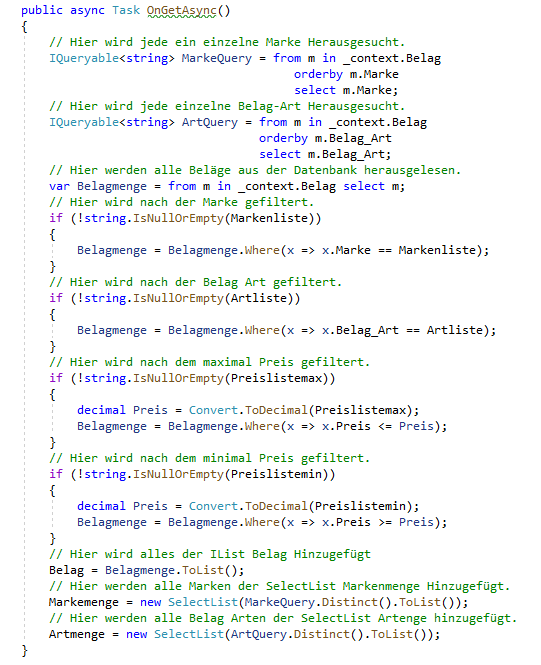 public async Task OnGetAsync()
{
    // Hier wird jede ein einzelne Marke Herausgesucht.
    IQueryable<string> MarkeQuery = from m in _context.Belag
                                    orderby m.Marke
                                    select m.Marke;
    // Hier wird jede einzelne Belag-Art Herausgesucht.
    IQueryable<string> ArtQuery = from m in _context.Belag
                                  orderby m.Belag_Art
                                  select m.Belag_Art;
    // Hier werden alle Beläge aus der Datenbank herausgelesen.
    var Belagmenge = from m in _context.Belag select m;
    // Hier wird nach der Marke gefiltert.
    if (!string.IsNullOrEmpty(Markenliste))
    {
        Belagmenge = Belagmenge.Where(x => x.Marke == Markenliste);
    }
    // Hier wird nach der Belag Art gefiltert.
    if (!string.IsNullOrEmpty(Artliste))
    {
        Belagmenge = Belagmenge.Where(x => x.Belag_Art == Artliste);
    }
    // Hier wird nach dem maximal Preis gefiltert.
    if (!string.IsNullOrEmpty(Preislistemax))
    {
        decimal Preis = Convert.ToDecimal(Preislistemax);
        Belagmenge = Belagmenge.Where(x => x.Preis <= Preis);
    }
    // Hier wird nach dem minimal Preis gefiltert.
    if (!string.IsNullOrEmpty(Preislistemin))
    {
        decimal Preis = Convert.ToDecimal(Preislistemin);
        Belagmenge = Belagmenge.Where(x => x.Preis >= Preis);
    }
    // Hier wird alles der IList Belag Hinzugefügt
    Belag = Belagmenge.ToList();
    // Hier werden alle Marken der SelectList Markenmenge Hinzugefügt.
    Markemenge = new SelectList(MarkeQuery.Distinct().ToList());
    // Hier werden alle Belag Arten der SelectList Artenge hinzugefügt.
    Artmenge = new SelectList(ArtQuery.Distinct().ToList());
}